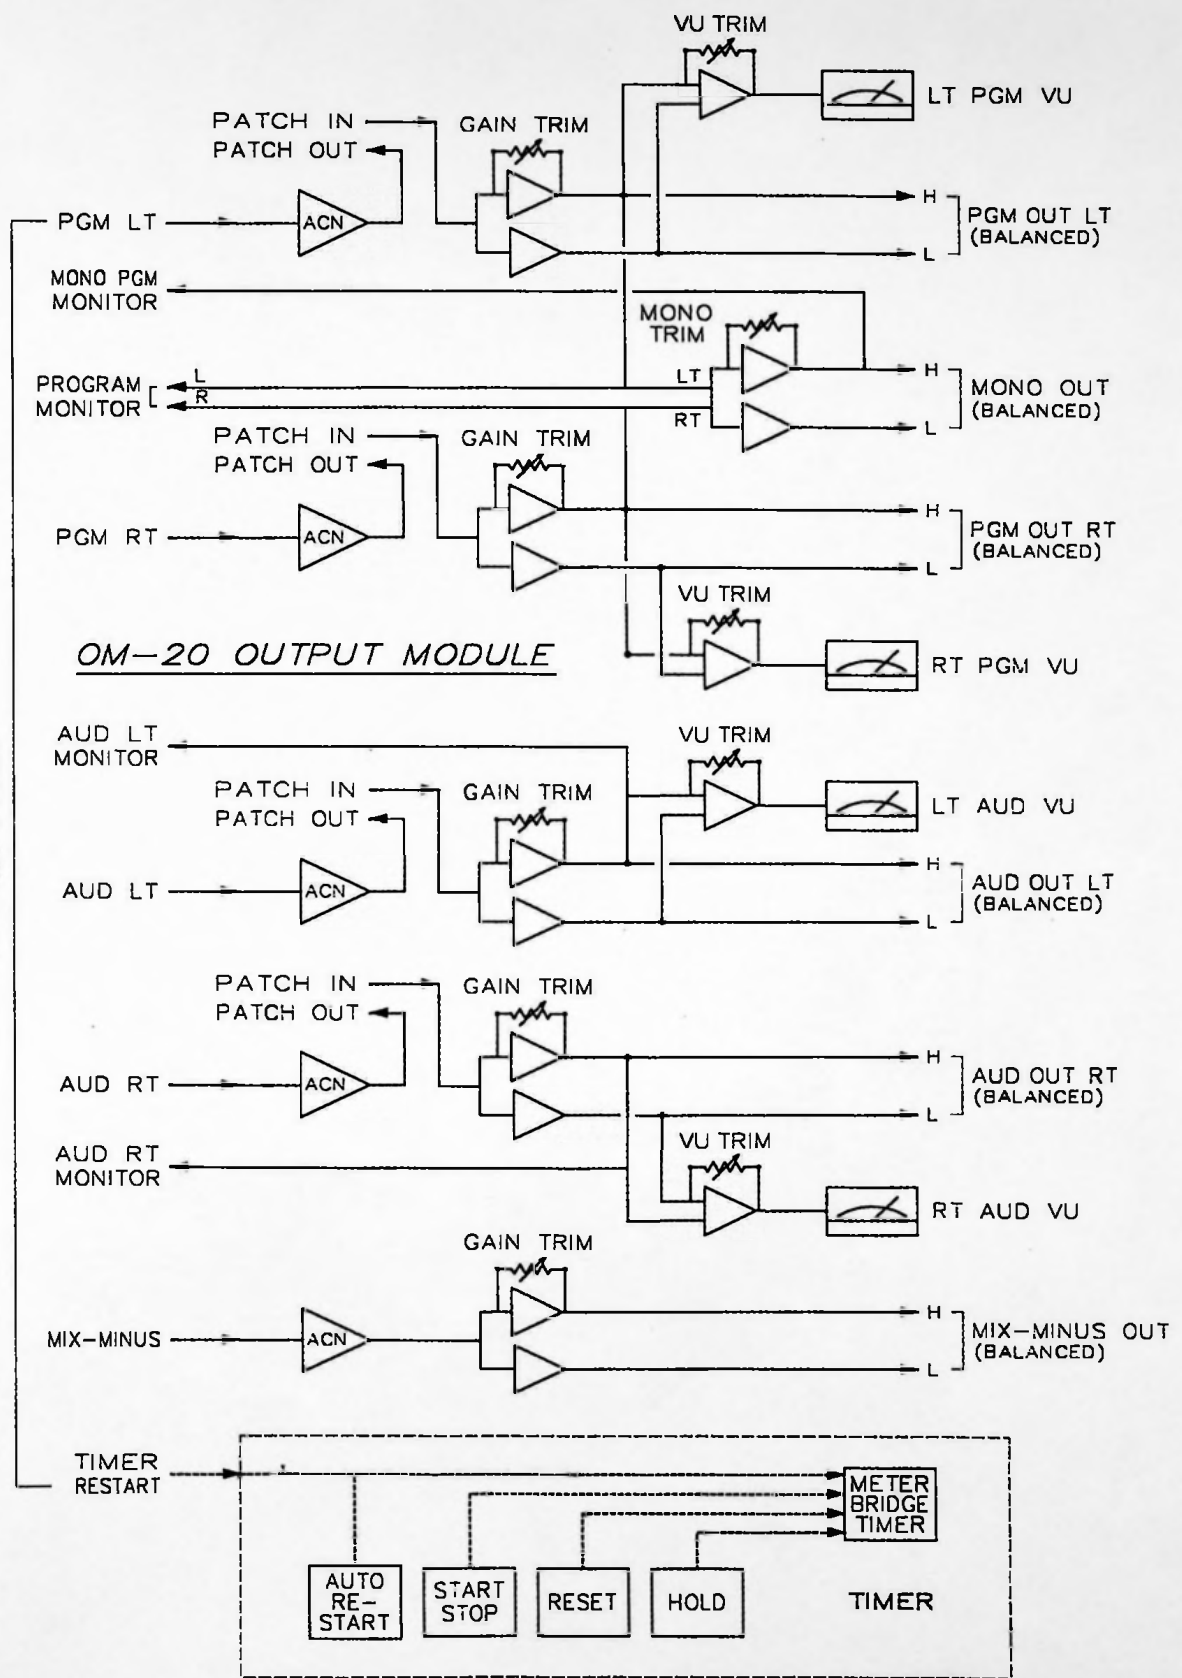 VU TRIM
LT PGM VU
PATCH IN
PATCH OUT
GAIN TRIM
PGM LT
ACN
H
L
PGM OUT LT
(BALANCED)
MONO PGM
MONITOR
MONO
TRIM
PROGRAM
MONITOR
L
R
LT
RT
H
L
MONO OUT
(BALANCED)
PATCH IN
PATCH OUT
GAIN TRIM
PGM RT
ACN
H
L
PGM OUT RT
(BALANCED)
VU TRIM
RT PGM VU
OM-20 OUTPUT MODULE
AUD LT
MONITOR
VU TRIM
LT AUD VU
PATCH IN
PATCH OUT
GAIN TRIM
AUD LT
ACN
H
L
AUD OUT LT
(BALANCED)
PATCH IN
PATCH OUT
GAIN TRIM
AUD RT
ACN
H
L
AUD OUT RT
(BALANCED)
AUD RT
MONITOR
VU TRIM
RT AUD VU
GAIN TRIM
MIX-MINUS
ACN
H
L
MIX-MINUS OUT
(BALANCED)
TIMER
RESTART
METER
BRIDGE
TIMER
AUTO
RE-
START
START
STOP
RESET
HOLD
TIMER